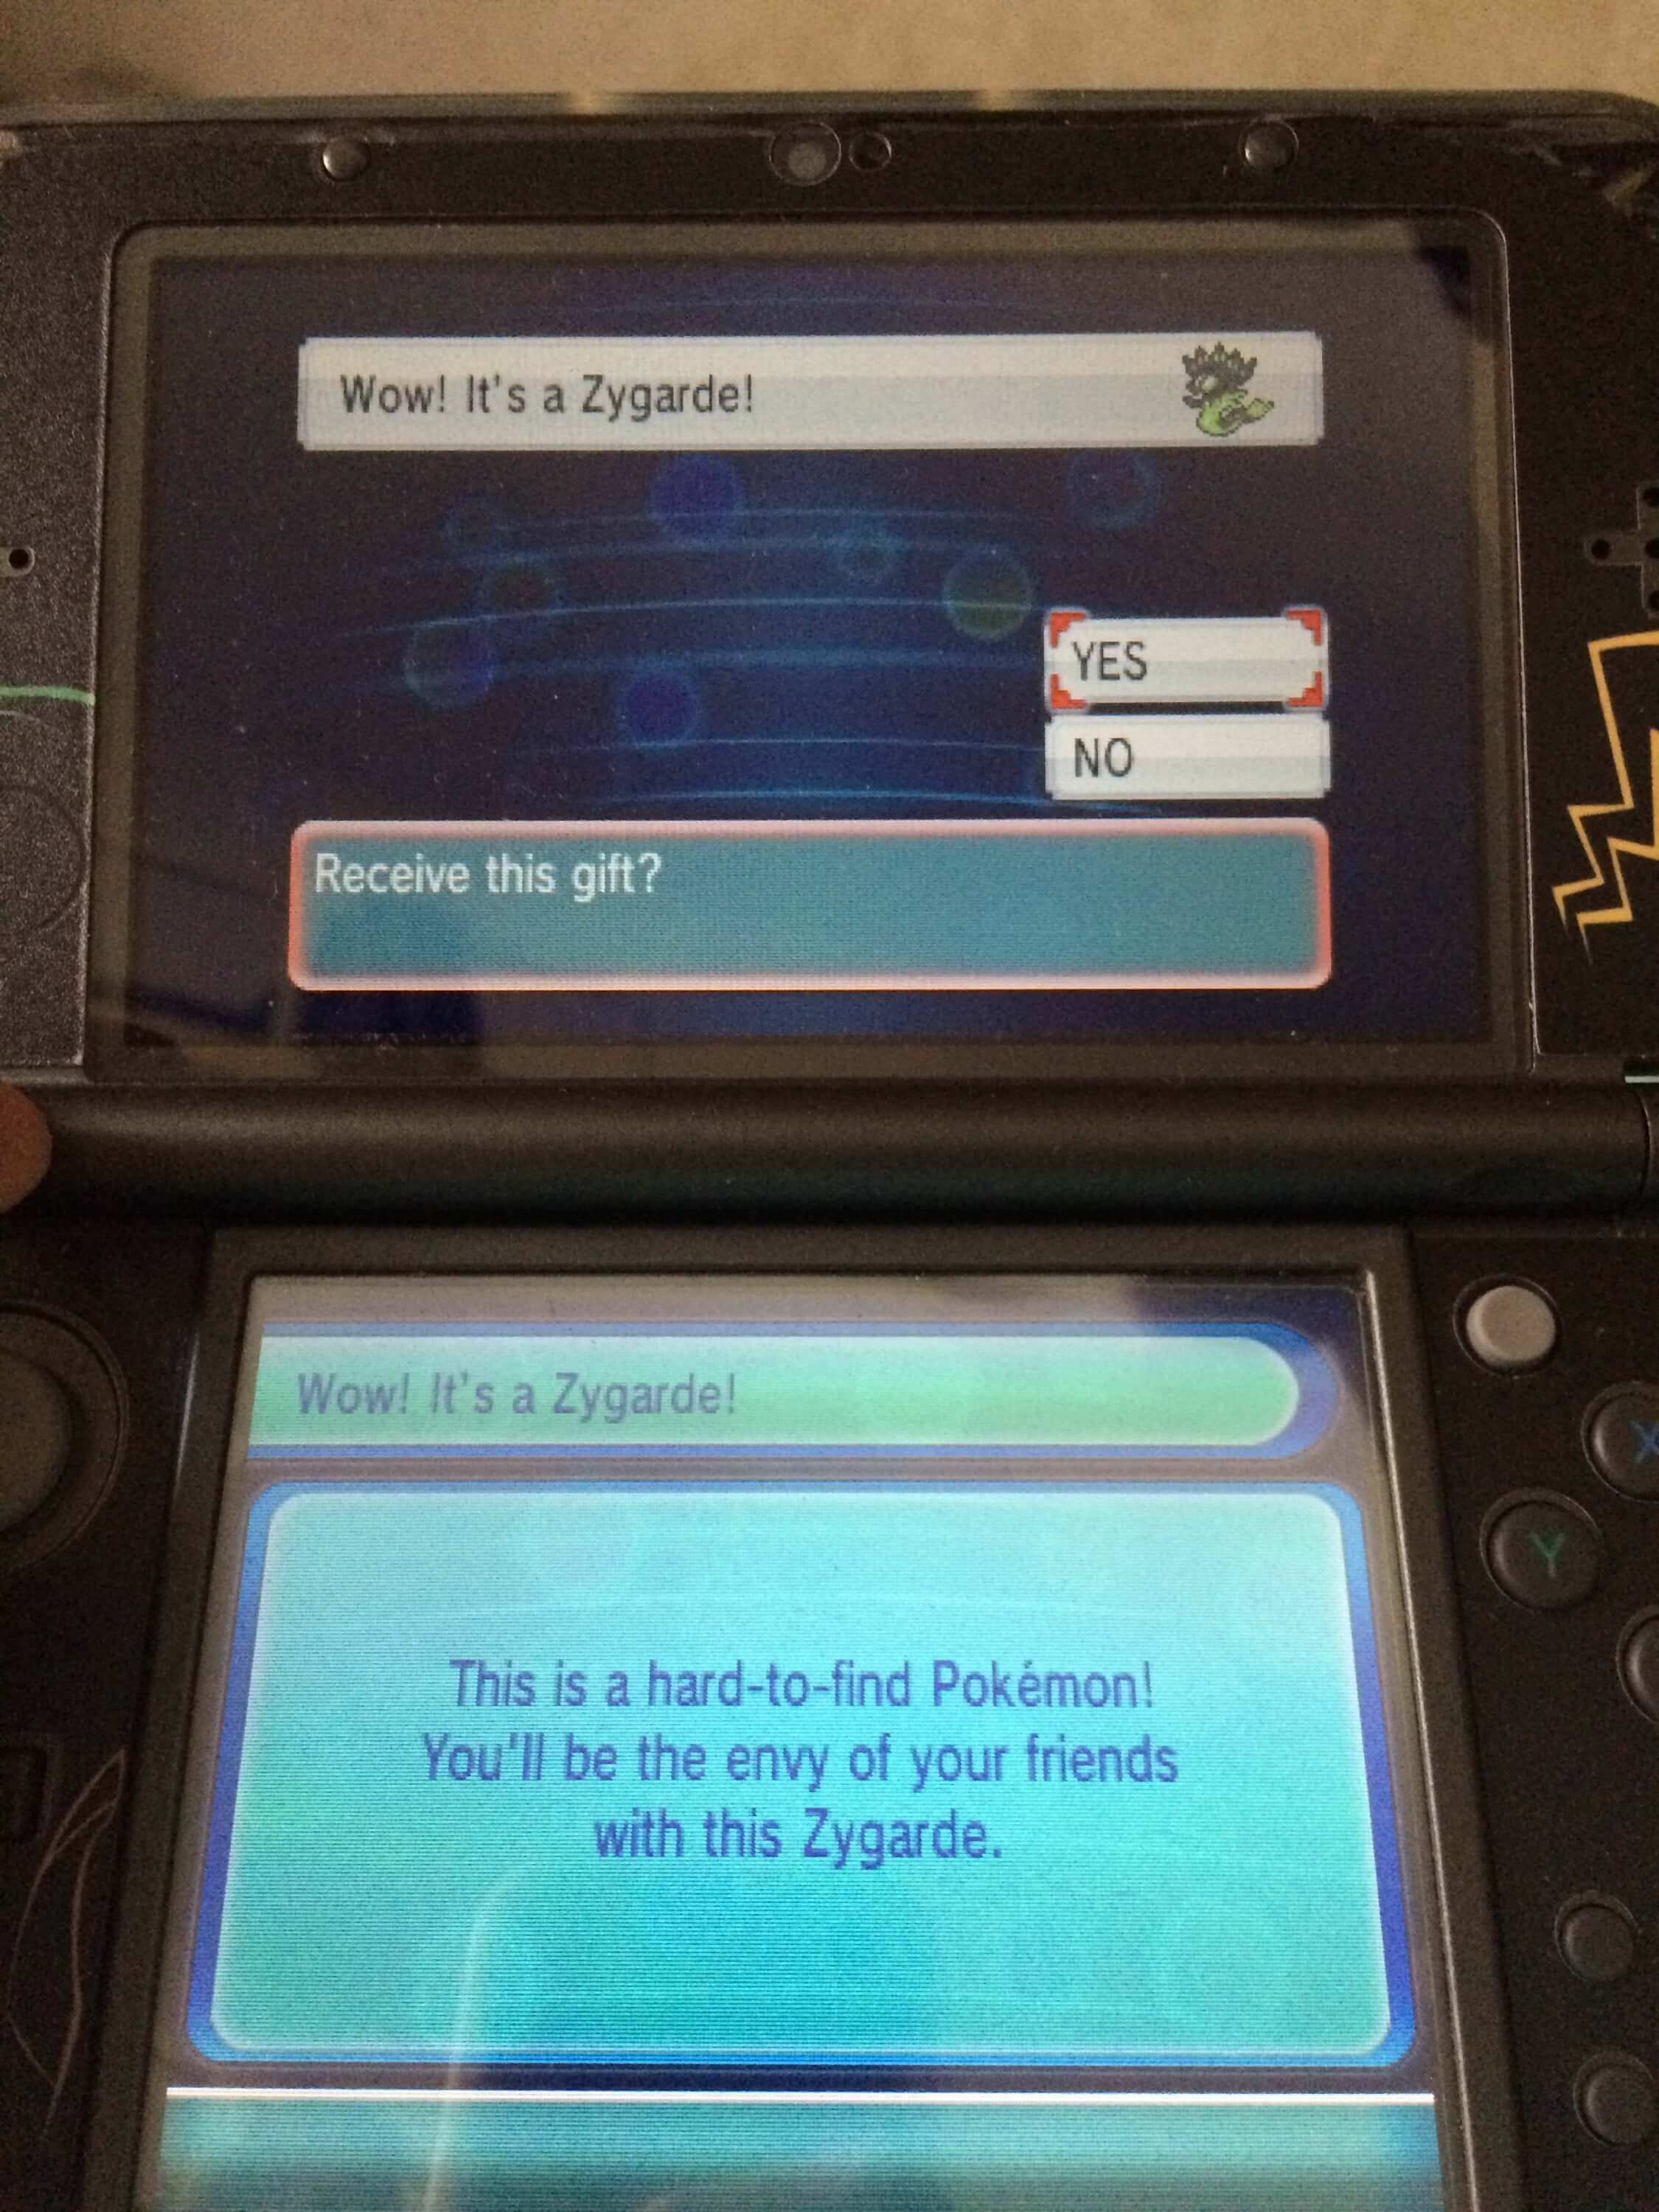 Wow! It's a Zygarde!
YES
NO
Receive this gift?
Wow! It's a Zygarde!
This is a hard-to-find Pokémon!
You'll be the envy of your friends
with this Zygarde.
X
Y